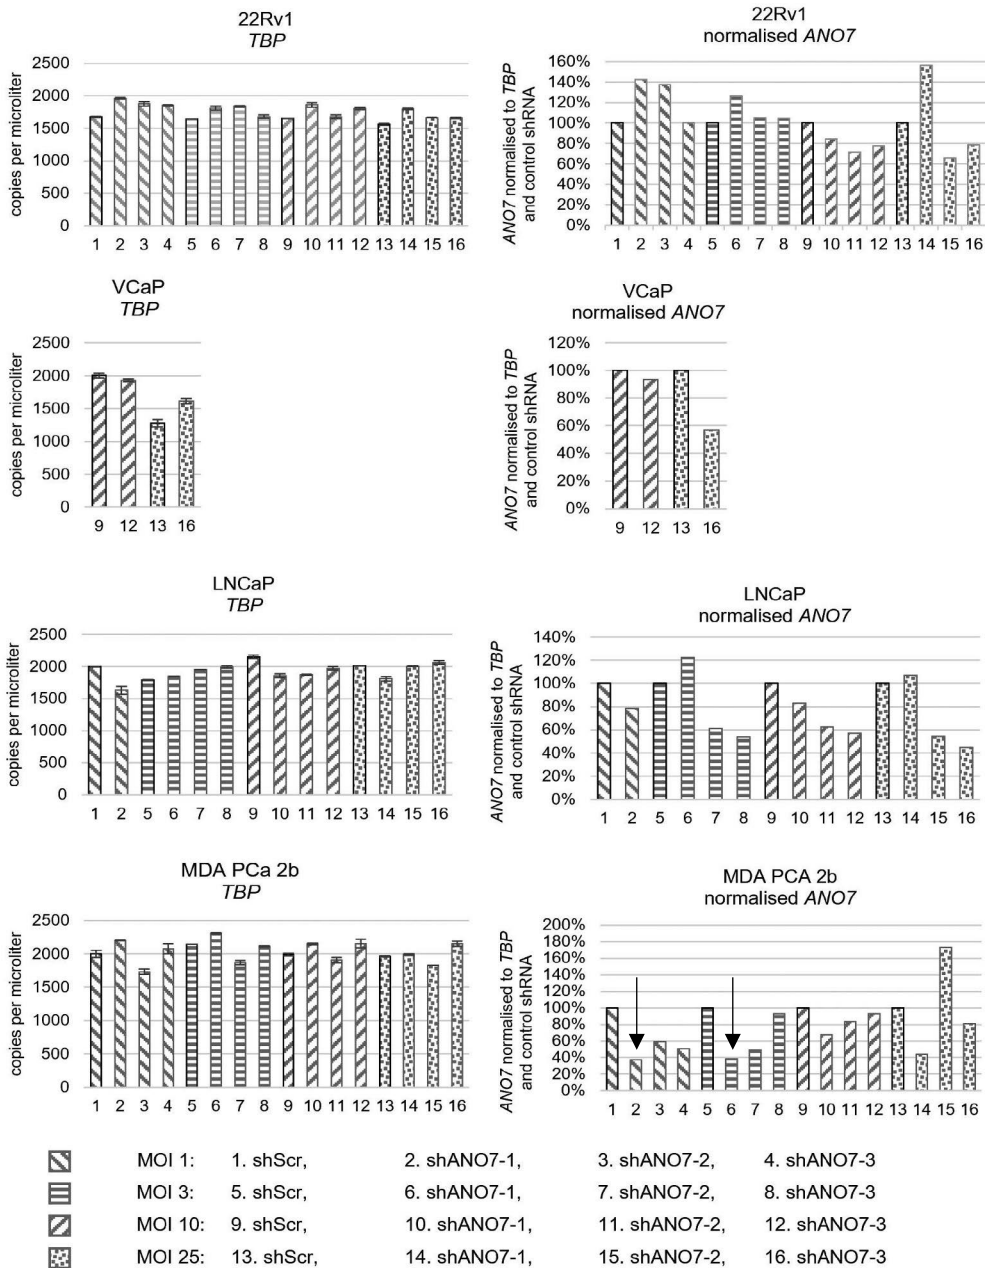 22Rv1
TBP
copies per microliter
2500
2000
1500
1000
500
0
1 2 3 4 5 6 7 8 9 10 11 12 13 14 15 16
22Rv1
normalised ANO7
ANO7 normalised to TBP
and control shRNA
160%
140%
120%
100%
80%
60%
40%
20%
0%
1 2 3 4 5 6 7 8 9 10 11 12 13 14 15 16
VCaP
TBP
copies per microliter
2500
2000
1500
1000
500
0
9 12 13 16
VCaP
normalised ANO7
ANO7 normalised to TBP
and control shRNA
120%
100%
80%
60%
40%
20%
0%
9 12 13 16
LNCaP
TBP
copies per microliter
2500
2000
1500
1000
500
0
1 2 5 6 7 8 9 10 11 12 13 14 15 16
LNCaP
normalised ANO7
ANO7 normalised to TBP
and control shRNA
140%
120%
100%
80%
60%
40%
20%
0%
1 2 5 6 7 8 9 10 11 12 13 14 15 16
MDA PCa 2b
TBP
copies per microliter
2500
2000
1500
1000
500
0
1 2 3 4 5 6 7 8 9 10 11 12 13 14 15 16
MDA PCA 2b
normalised ANO7
ANO7 normalised to TBP
and control shRNA
200%
180%
160%
140%
120%
100%
80%
60%
40%
20%
0%
1 2 3 4 5 6 7 8 9 10 11 12 13 14 15 16
MOI 1: 1. shScr, 2. shANO7-1, 3. shANO7-2, 4. shANO7-3
MOI 3: 5. shScr, 6. shANO7-1, 7. shANO7-2, 8. shANO7-3
MOI 10: 9. shScr, 10. shANO7-1, 11. shANO7-2, 12. shANO7-3
MOI 25: 13. shScr, 14. shANO7-1, 15. shANO7-2, 16. shANO7-3